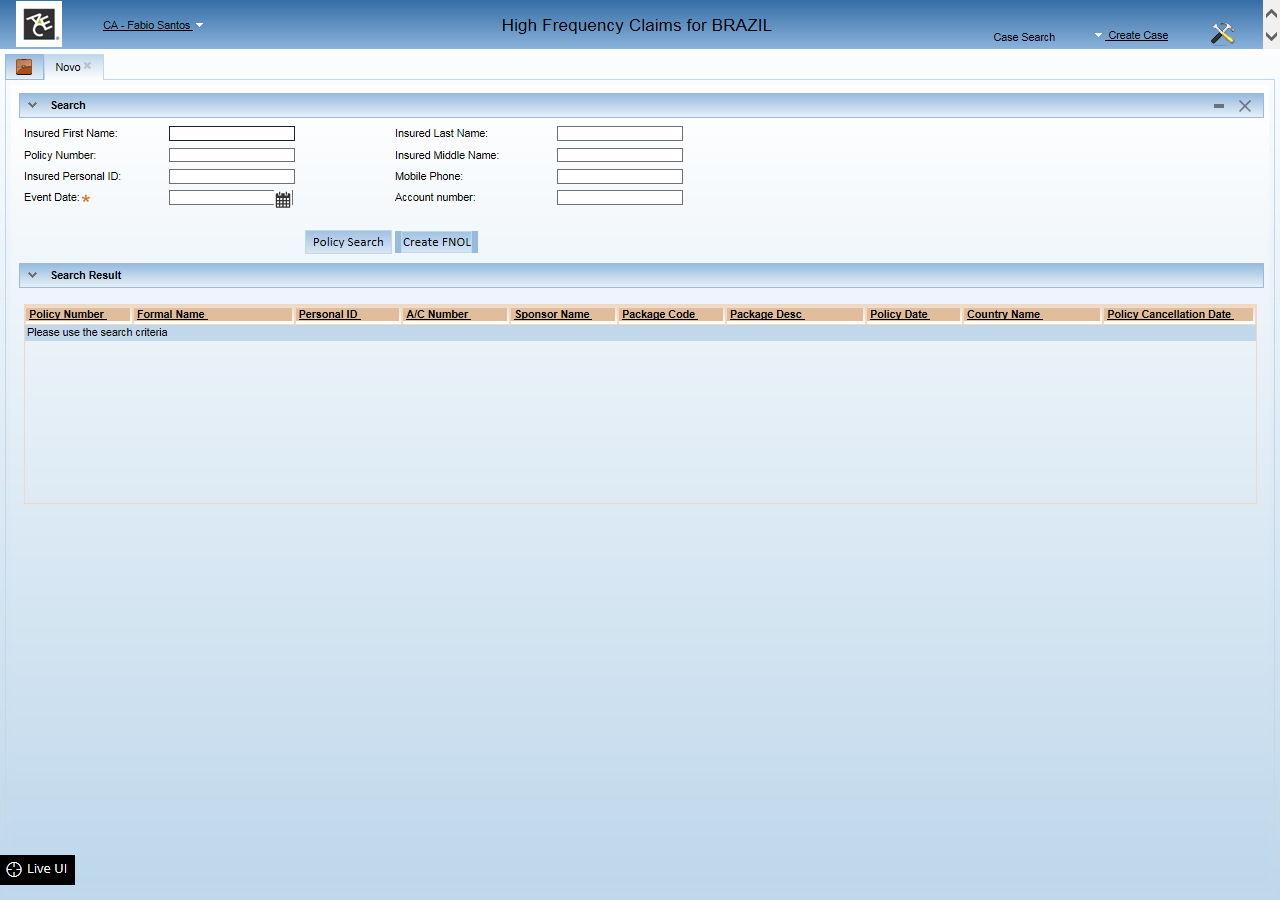 ACE®
CA - Fabio Santos
High Frequency Claims for BRAZIL
Case Search
Create Case
Novo
Search
Insured First Name:
Insured Last Name:
Policy Number:
Insured Middle Name:
Insured Personal ID:
Mobile Phone:
Event Date: *
Account number:
Policy Search Create FNOL
Search Result
Policy Number Formal Name Personal ID A/C Number Sponsor Name Package Code Package Desc Policy Date Country Name Policy Cancellation Date
Please use the search criteria
Live UI